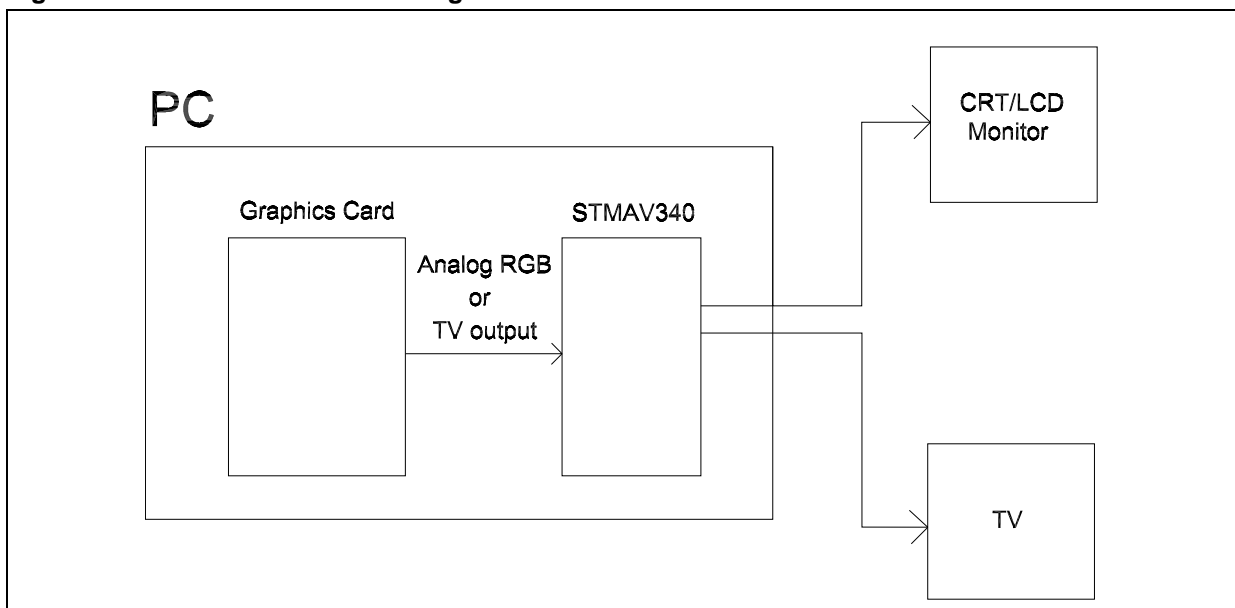 PC
Graphics Card
STMAV340
Analog RGB
or
TV output
CRT/LCD
Monitor
TV